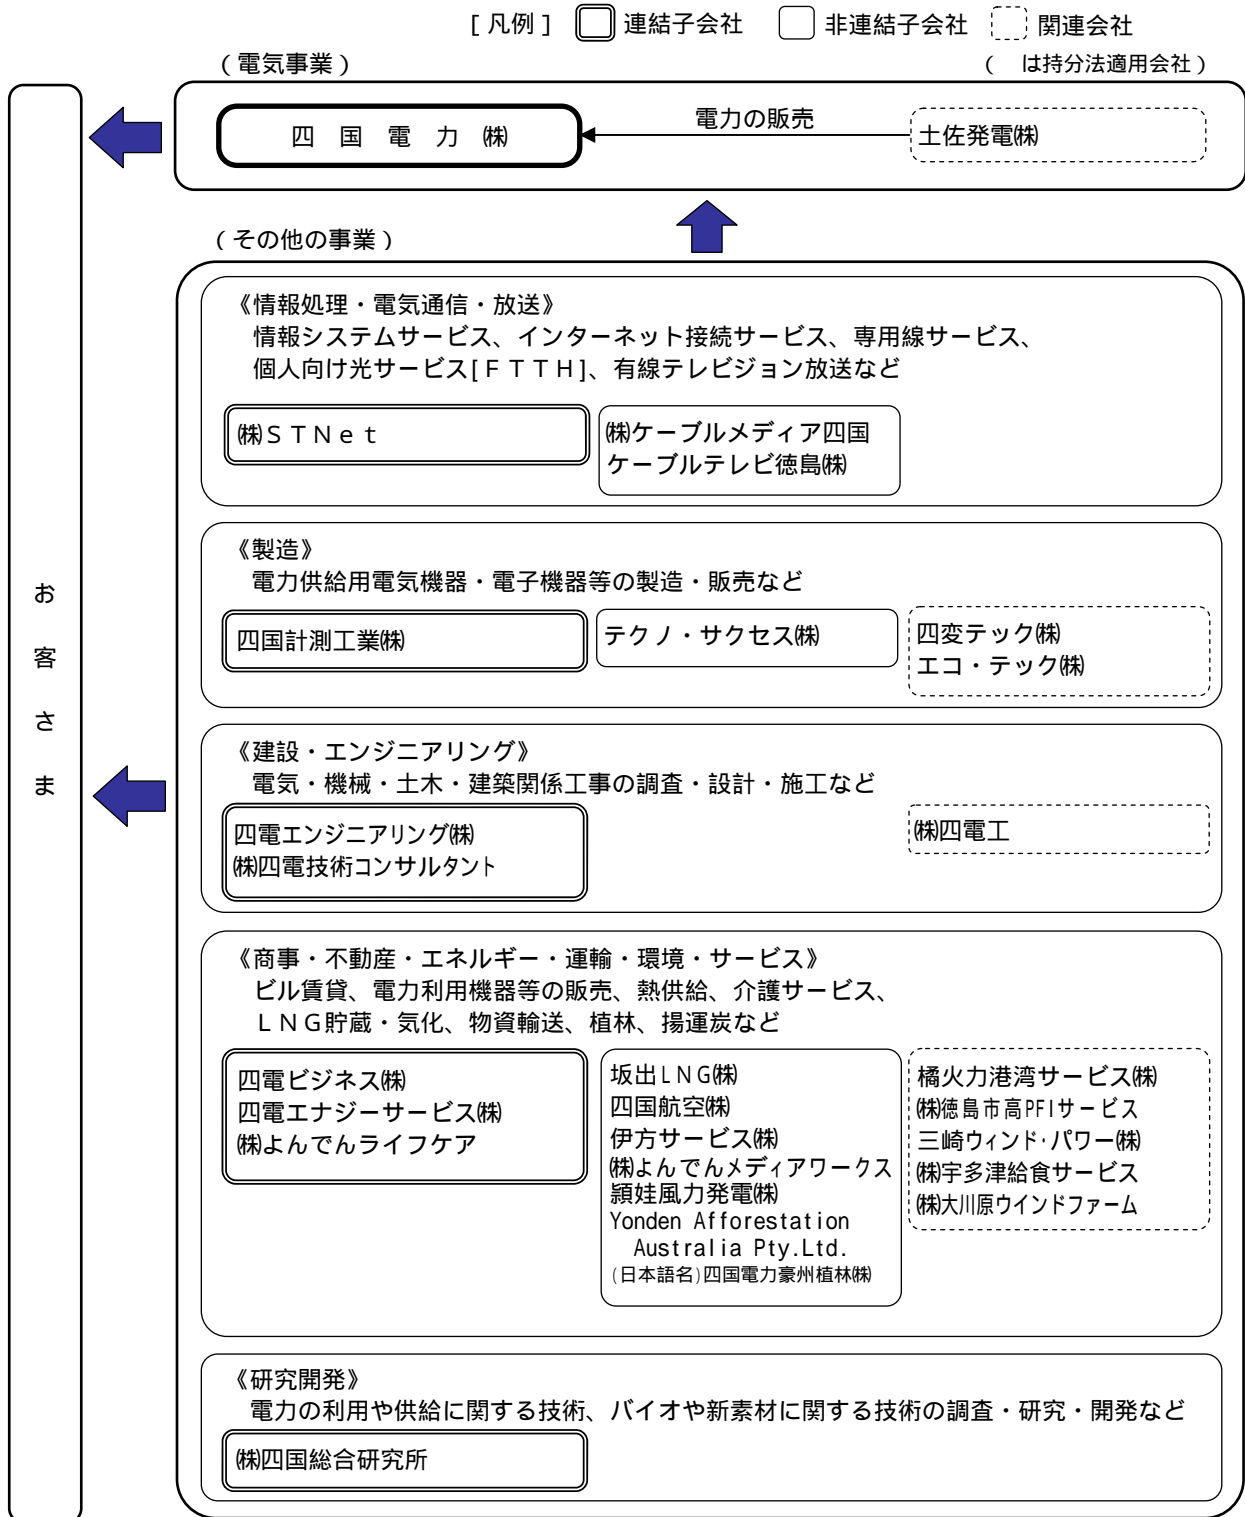 [凡例] 連結子会社 非連結子会社 関連会社
(電気事業) ( は持分法適用会社)
四国電力㈱
電力の販売
土佐発電㈱
(その他の事業)
《情報処理・電気通信・放送》
情報システムサービス、インターネット接続サービス、専用線サービス、
個人向け光サービス[FTTH]、有線テレビジョン放送など
㈱STNet
㈱ケーブルメディア四国
ケーブルテレビ徳島㈱
《製造》
電力供給用電気機器・電子機器等の製造・販売など
四国計測工業㈱
テクノ・サクセス㈱
四変テック㈱
エコ・テック㈱
《建設・エンジニアリング》
電気・機械・土木・建築関係工事の調査・設計・施工など
四電エンジニアリング㈱
㈱四電技術コンサルタント
㈱四電工
《商事・不動産・エネルギー・運輸・環境・サービス》
ビル賃貸、電力利用機器等の販売、熱供給、介護サービス、
LNG貯蔵・気化、物資輸送、植林、揚運炭など
四電ビジネス㈱
四電エナジーサービス㈱
㈱よんでんライフケア
坂出LNG㈱
四国航空㈱
伊方サービス㈱
㈱よんでんメディアワークス
頴娃風力発電㈱
Yonden Afforestation
Australia Pty.Ltd.
(日本語名)四国電力豪州植林㈱
橘火力港湾サービス㈱
㈱徳島市高PFIサービス
三崎ウィンド・パワー㈱
㈱宇多津給食サービス
㈱大川原ウインドファーム
《研究開発》
電力の利用や供給に関する技術、バイオや新素材に関する技術の調査・研究・開発など
㈱四国総合研究所
お客さま